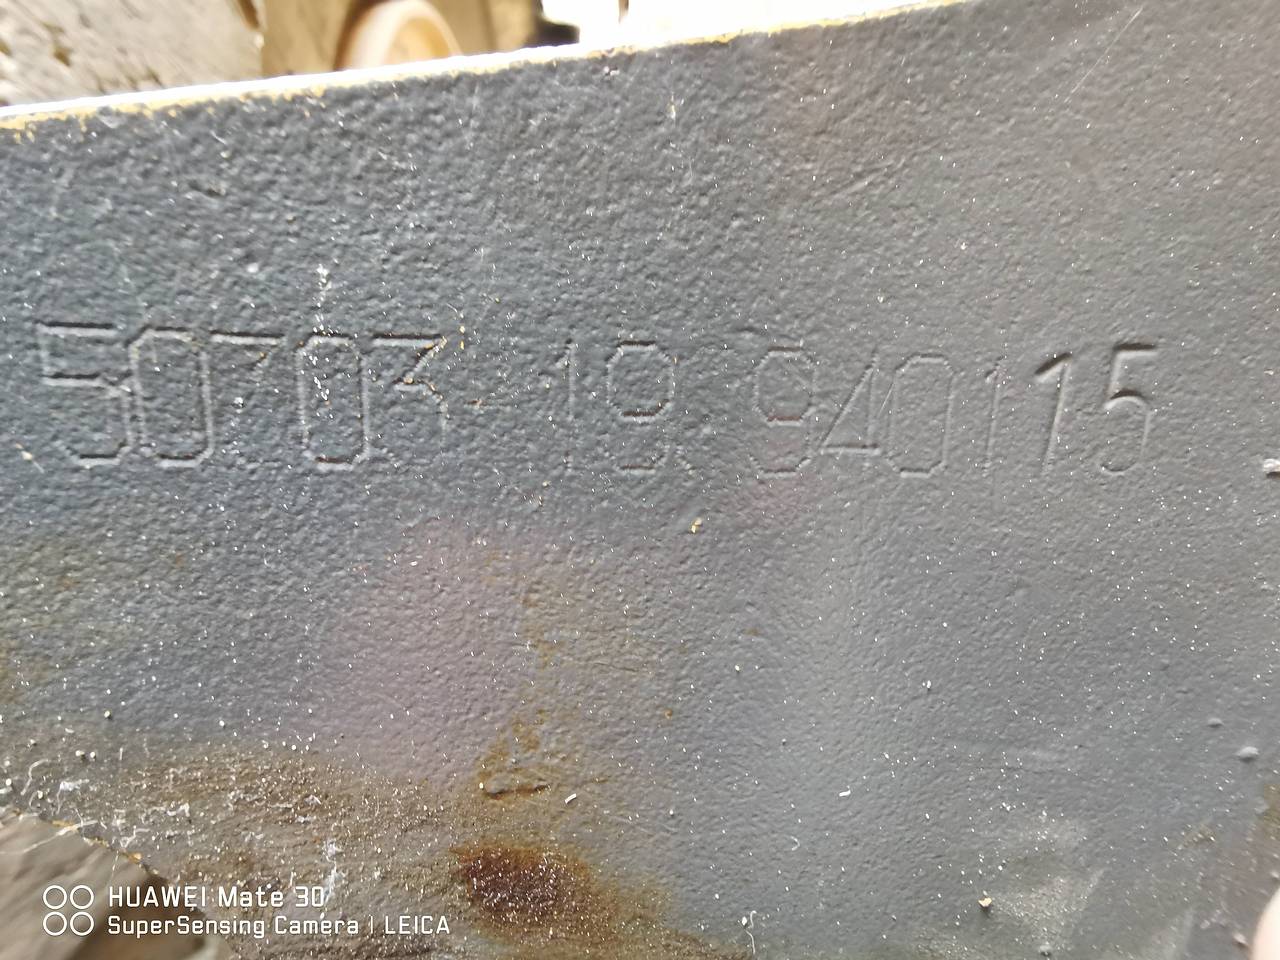 50703-19 940115
HUAWEI Mate 30
SuperSensing Camera | LEICA